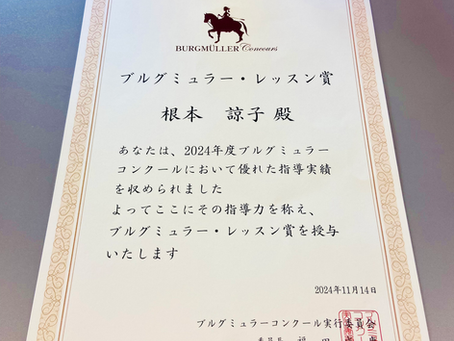 BURGMÜLLER Concours
ブルグミュラー・レッスン賞
根本 諒子 殿
あなたは、2024年度ブルグミュラー
コンクールにおいて優れた指導実績
を収められました
よってここにその指導力を称え、
ブルグミュラー・レッスン賞を授与
いたします
2024年11月14日
ブルグミュラーコンクール実行委員会